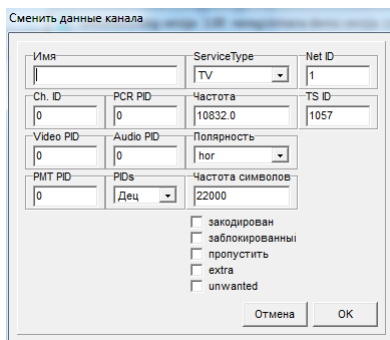 Сменить данные канала
Имя
ServiceType
TV
Net ID
1
Ch. ID
0
PCR PID
0
Частота
10832.0
TS ID
1057
Video PID
0
Audio PID
0
Полярность
hor
PMT PID
0
PIDs
Дец
Частота символов
22000
закодирован
заблокированный
пропустить
extra
unwanted
Отмена
OK